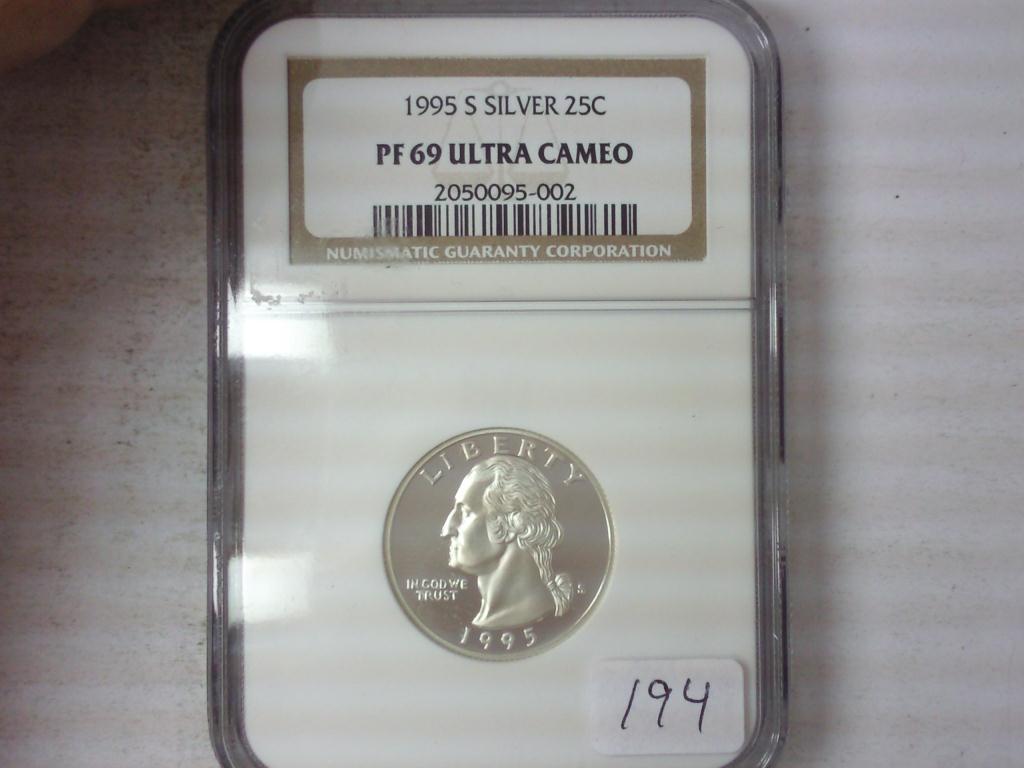 1995 S SILVER 25C
PF 69 ULTRA CAMEO
2050095-002
NUMISMATIC GUARANTY CORPORATION
LIBERTY
IN GOD WE
TRUST
S
1995
194